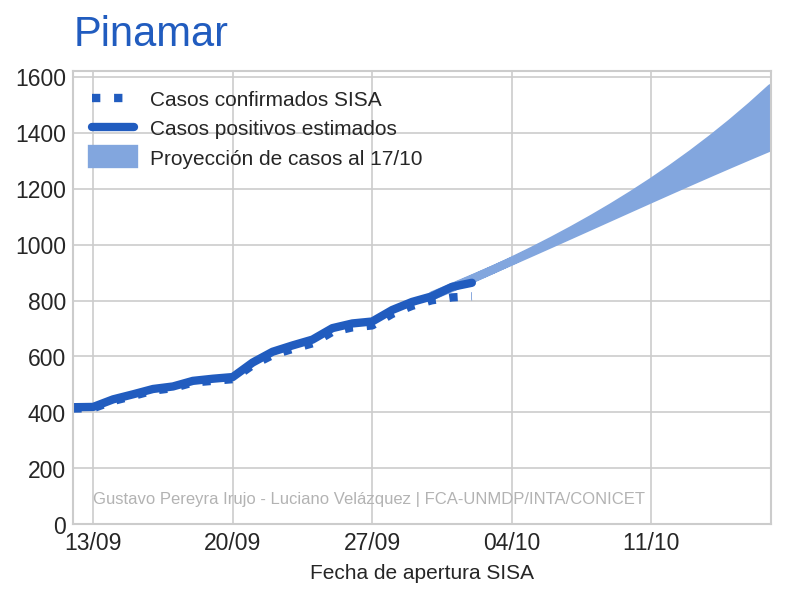 Pinamar
1600
1400
1200
1000
800
600
400
200
0
Casos confirmados SISA
Casos positivos estimados
Proyección de casos al 17/10
Gustavo Pereyra Irujo - Luciano Velázquez | FCA-UNMDP/INTA/CONICET
13/09 20/09 27/09 04/10 11/10
Fecha de apertura SISA